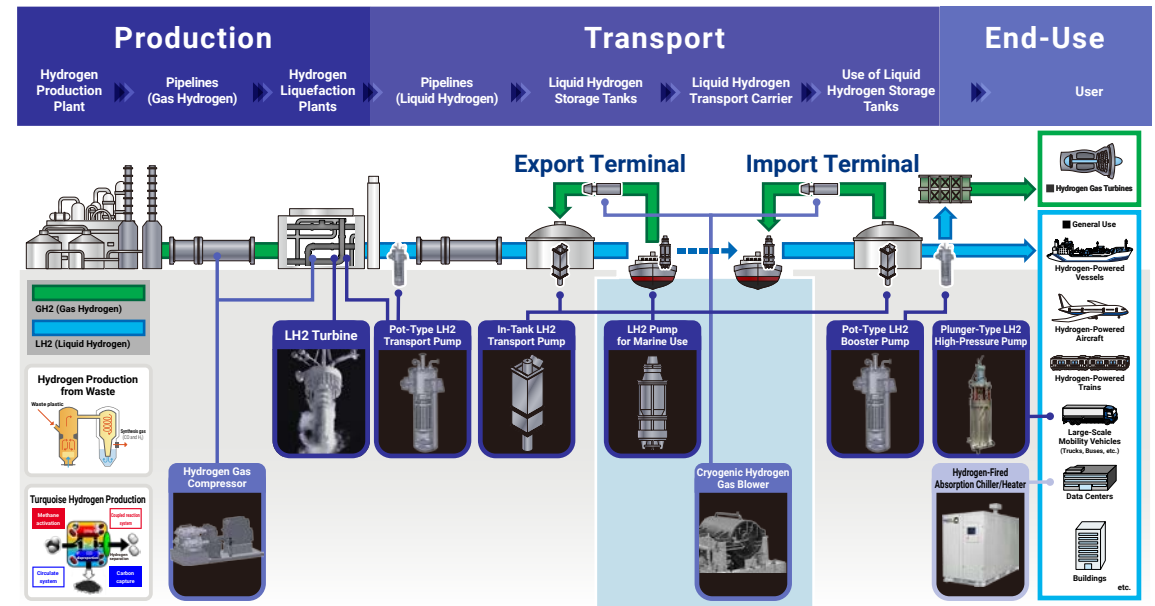 Production
Transport
End-Use
Hydrogen
Production
Plant
Pipelines
(Gas Hydrogen)
Hydrogen
Liquefaction
Plants
Pipelines
(Liquid Hydrogen)
Liquid Hydrogen
Storage Tanks
Liquid Hydrogen
Transport Carrier
Use of Liquid
Hydrogen Storage
Tanks
User
Export Terminal
Import Terminal
Hydrogen Gas Turbines
General Use
Hydrogen-Powered
Vessels
Hydrogen-Powered
Aircraft
Hydrogen-Powered
Trains
Large-Scale
Mobility Vehicles
(Trucks, Buses, etc.)
Data Centers
Buildings
etc.
GH2 (Gas Hydrogen)
LH2 (Liquid Hydrogen)
LH2 Turbine
Pot-Type LH2
Transport Pump
In-Tank LH2
Transport Pump
LH2 Pump
for Marine Use
Pot-Type LH2
Booster Pump
Plunger-Type LH2
High-Pressure Pump
Hydrogen Production
from Waste
Waste plastic
Synthesis gas
(CO and H₂)
Hydrogen Gas
Compressor
Cryogenic Hydrogen
Gas Blower
Hydrogen-Fired
Absorption Chiller/Heater
Turquoise Hydrogen Production
Methane
activation
Coupled reaction
system
Hydrogen
separation
Circulate
system
Carbon
capture